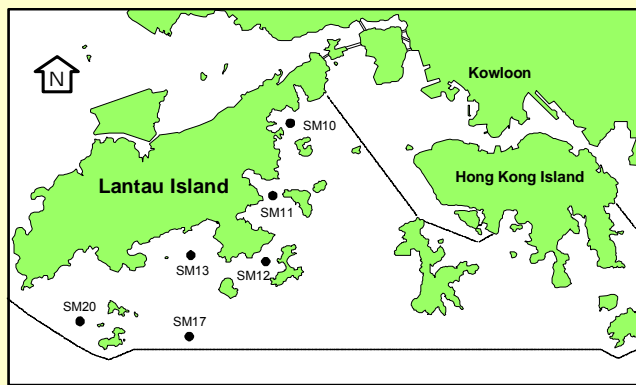 N
Kowloon
SM10
Lantau Island
Hong Kong Island
SM11
SM13
SM12
SM20
SM17